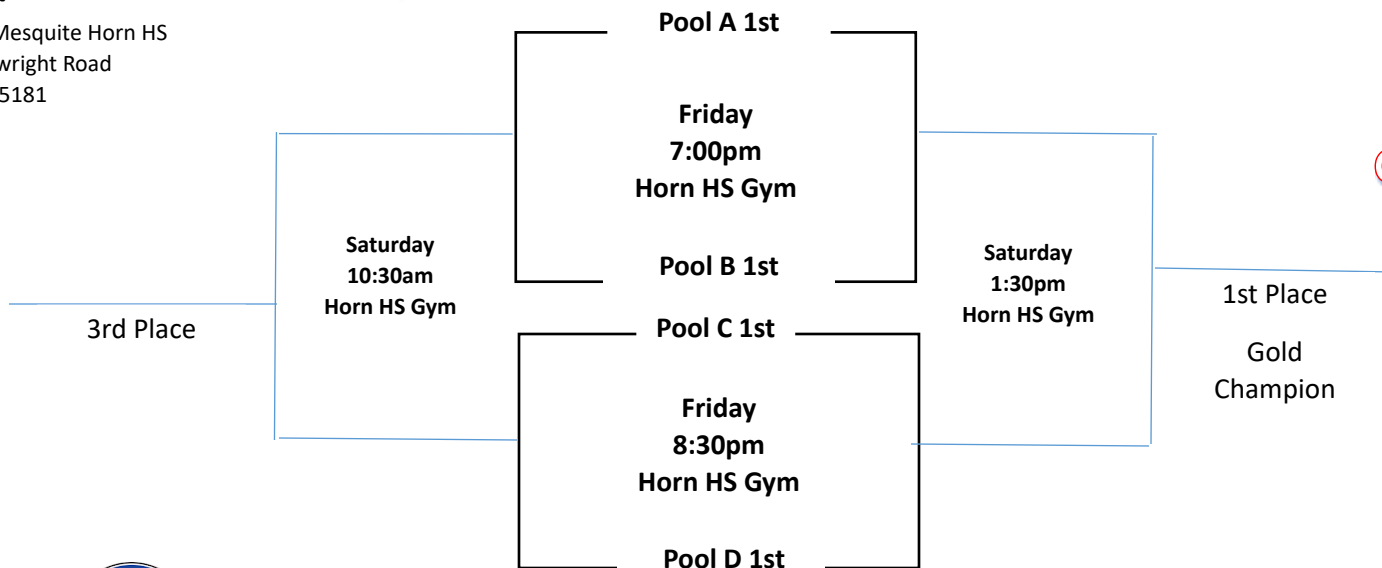 Mesquite Horn HS
wright Road
5181
Pool A 1st
Friday
7:00pm
Horn HS Gym
Pool B 1st
Saturday
10:30am
Horn HS Gym
3rd Place
Saturday
1:30pm
Horn HS Gym
1st Place
Gold
Champion
Pool C 1st
Friday
8:30pm
Horn HS Gym
Pool D 1st